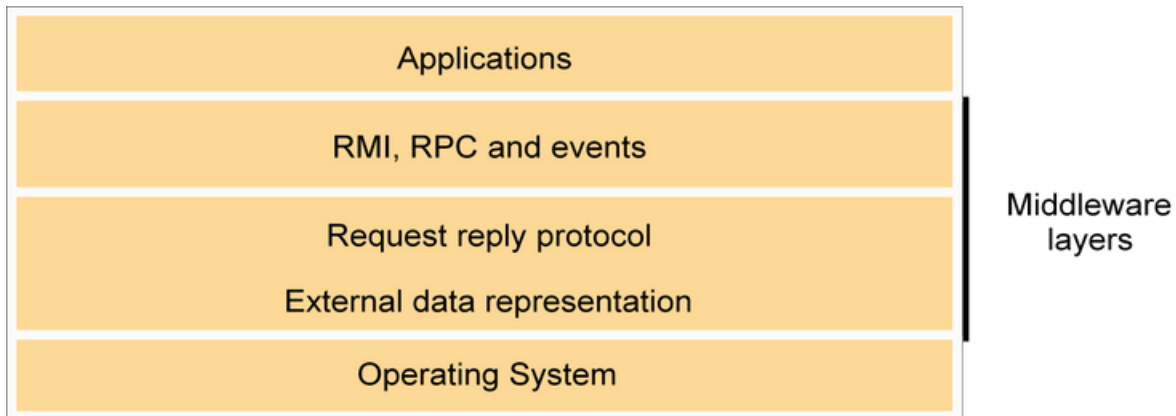 Applications
RMI, RPC and events
Request reply protocol
External data representation
Operating System
Middleware
layers